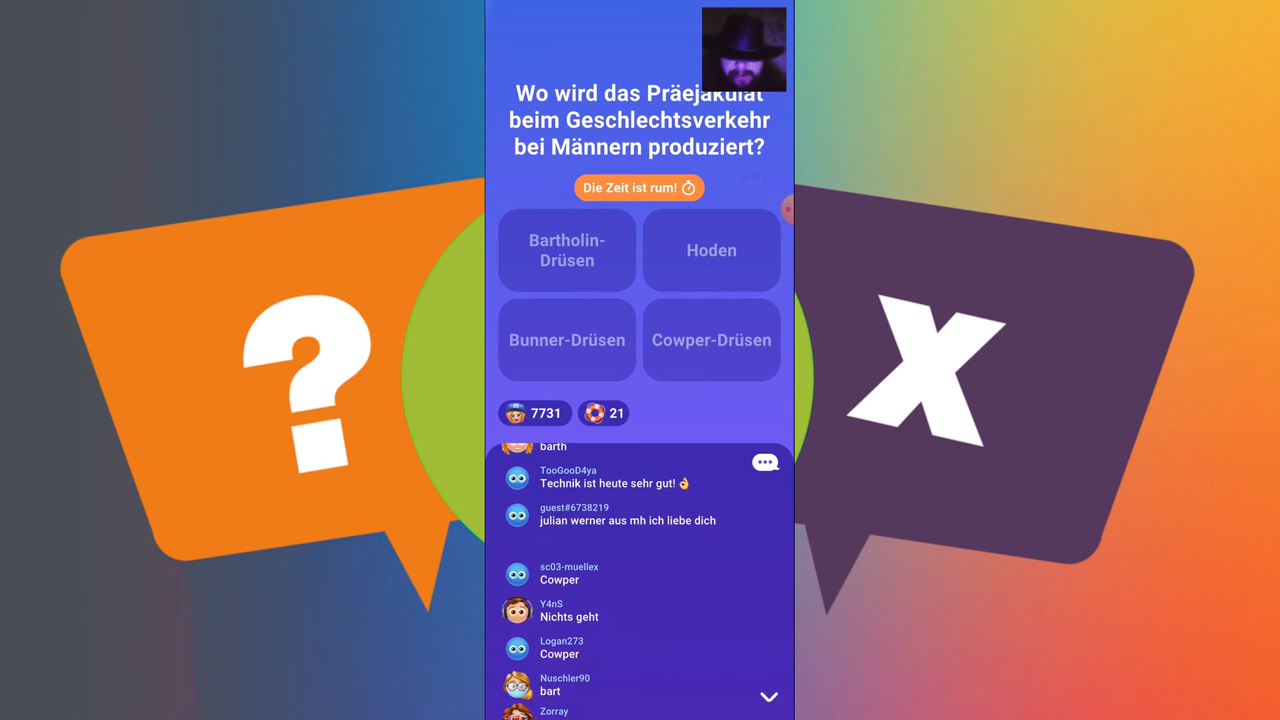 ?
X
Wo wird das Präejakulat
beim Geschlechtsverkehr
bei Männern produziert?
Die Zeit ist rum!
Bartholin-
Drüsen
Hoden
Bunner-Drüsen
Cowper-Drüsen
7731
21
barth
TooGooD4ya
Technik ist heute sehr gut! 👌
guest#6738219
julian werner aus mh ich liebe dich
sc03-muellex
Cowper
Y4nS
Nichts geht
Logan273
Cowper
Nuschler90
bart
Zorray